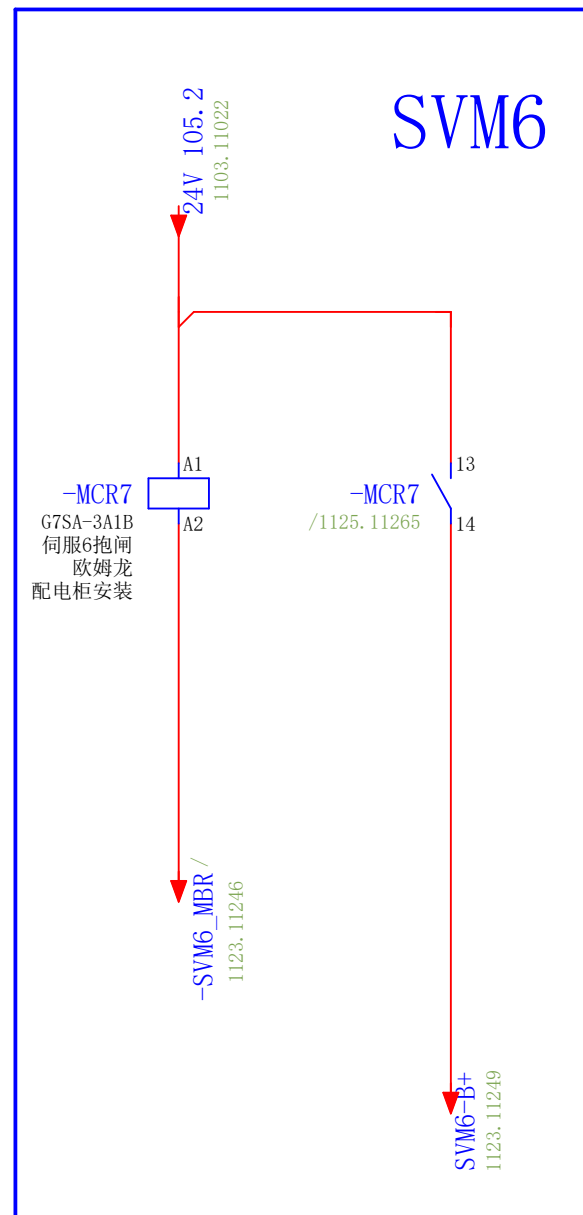 SVM6
24V 105.2
1103.11022
A1
-MCR7
A2
G7SA-3A1B
伺服6抱闸
欧姆龙
配电柜安装
13
-MCR7
/1125.11265
14
-SVM6_MBR
/
1123.11246
SVM6-B+
1123.11249